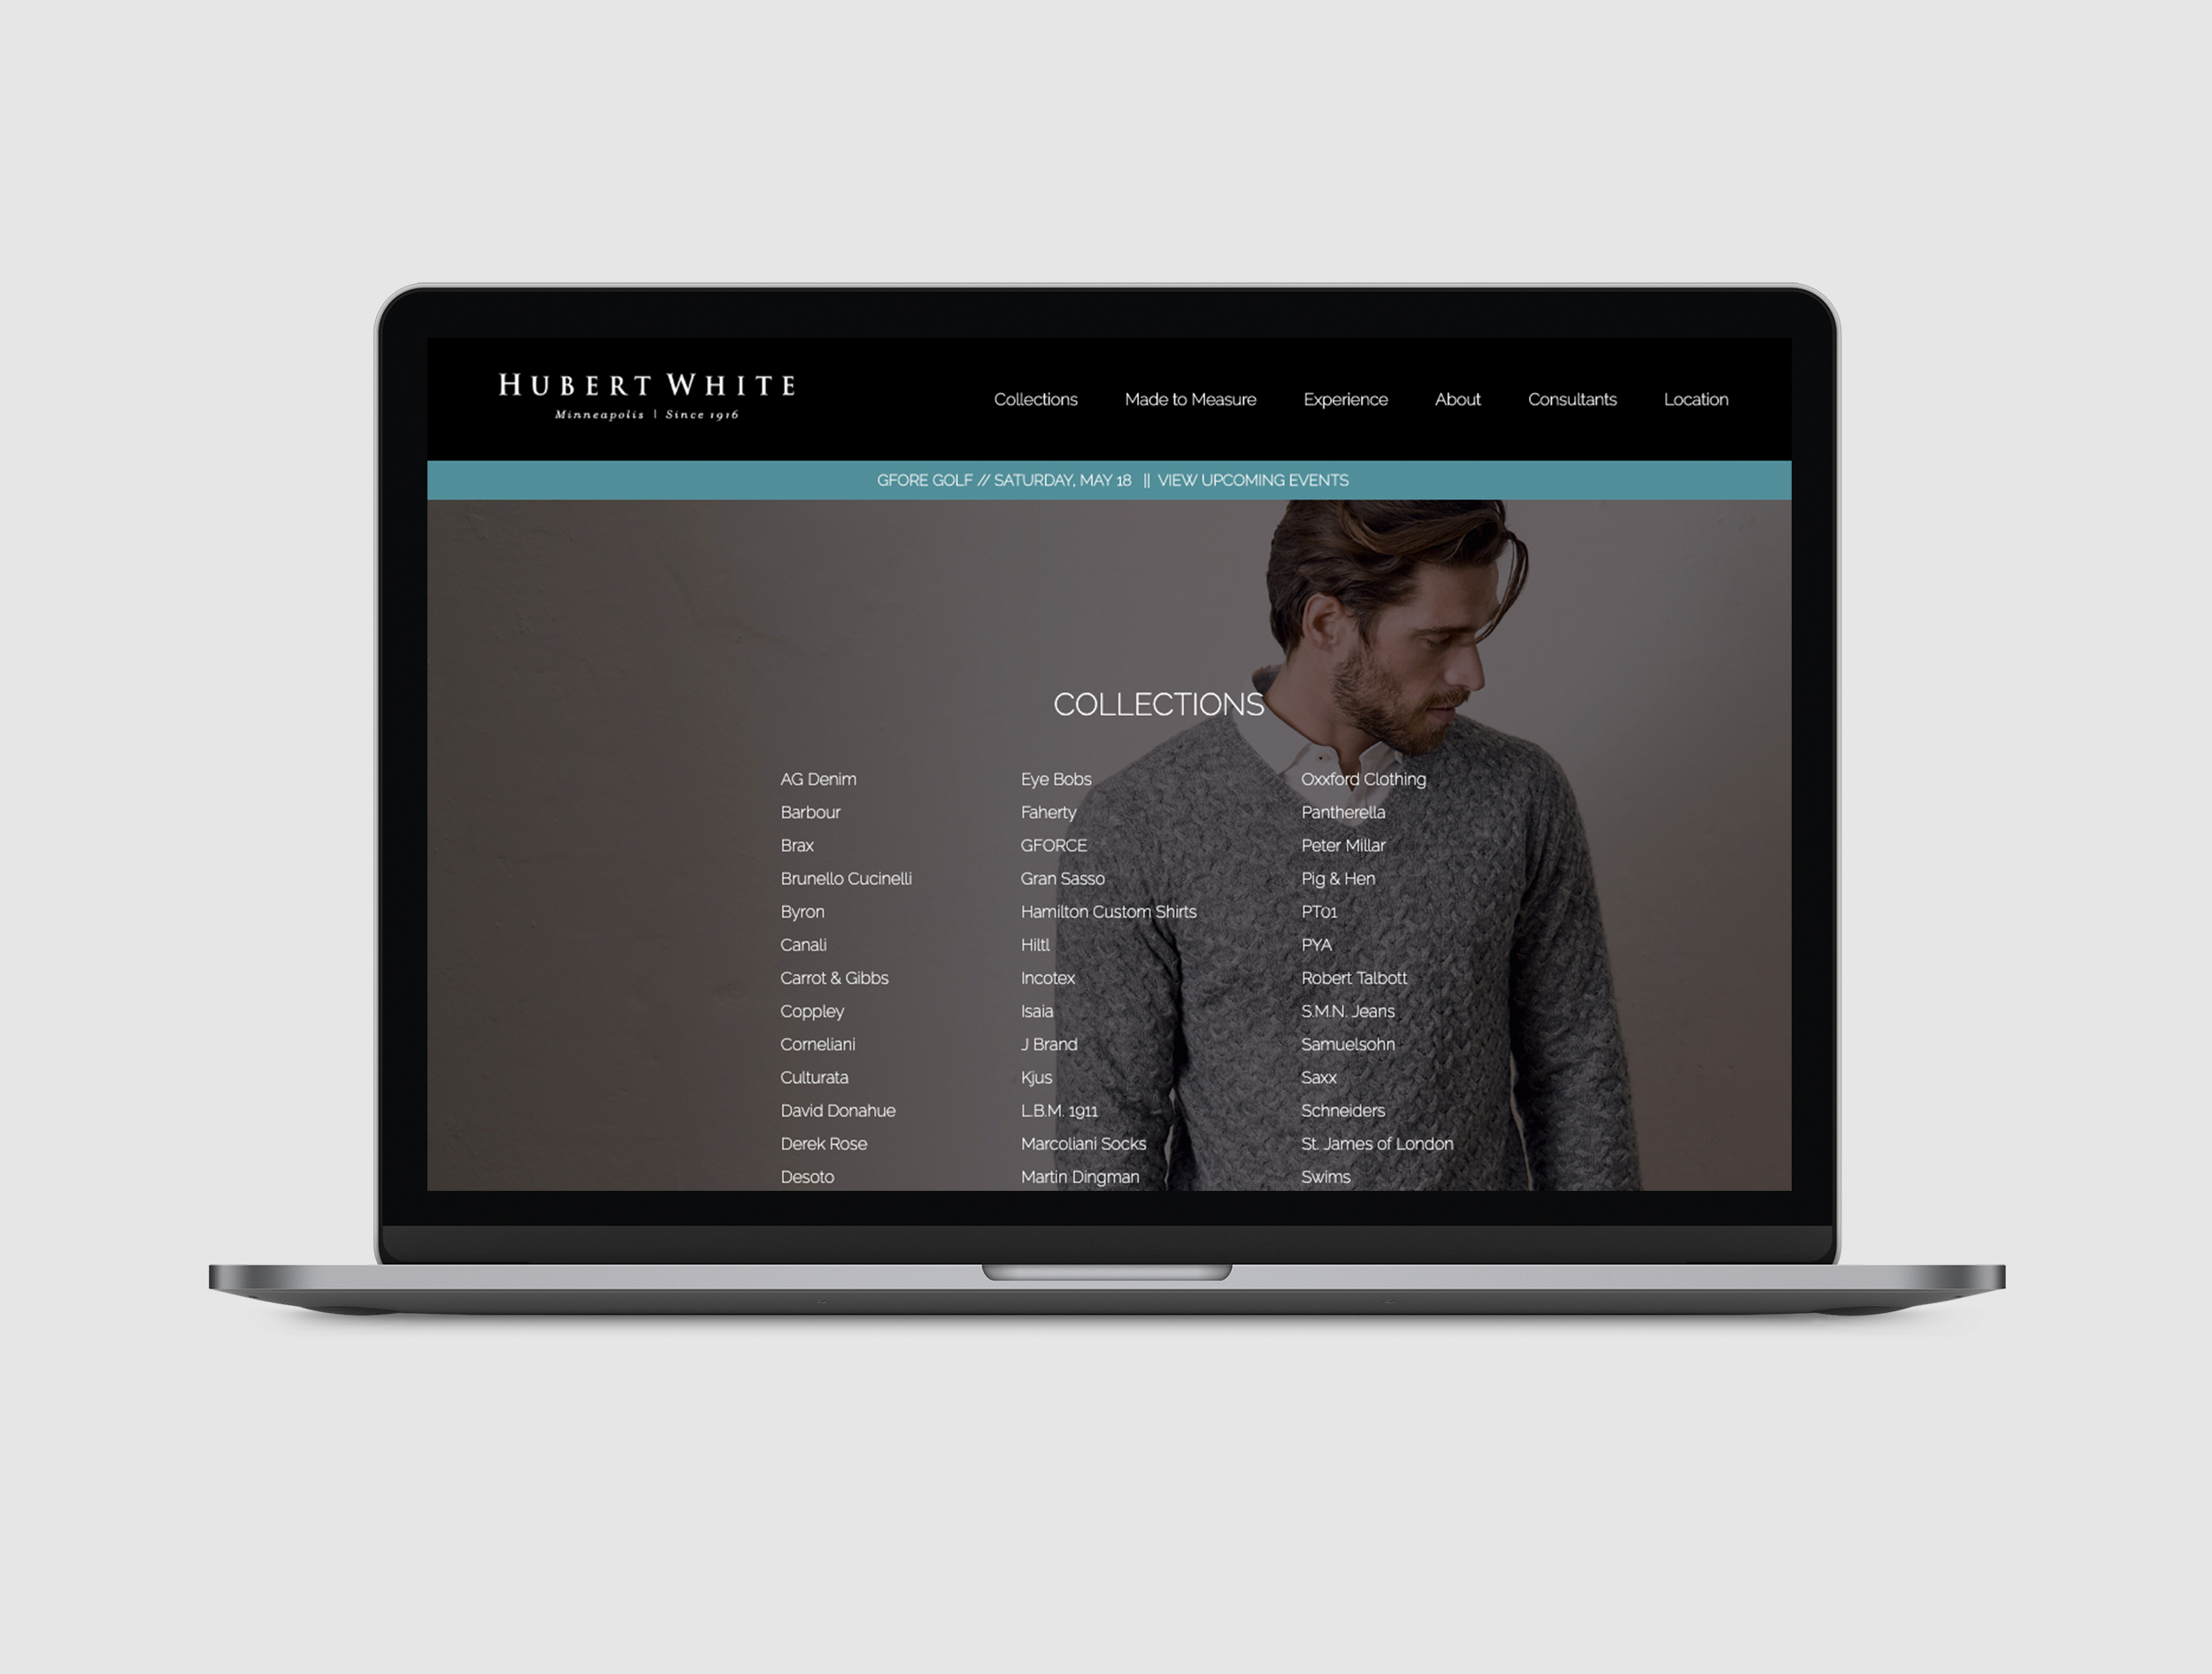 HUBERT WHITE
Minneapolis | Since 1916
Collections Made to Measure Experience About Consultants Location
GFORE GOLF // SATURDAY, MAY 18 || VIEW UPCOMING EVENTS
COLLECTIONS
AG Denim
Barbour
Brax
Brunello Cucinelli
Byron
Canali
Carrot & Gibbs
Coppley
Corneliani
Culturata
David Donahue
Derek Rose
Desoto
Eye Bobs
Faherty
GFORCE
Gran Sasso
Hamilton Custom Shirts
Hiltl
Incotex
Isaia
J Brand
Kjus
L.B.M. 1911
Marcoliani Socks
Martin Dingman
Oxxford Clothing
Pantherella
Peter Millar
Pig & Hen
PT01
PYA
Robert Talbott
S.M.N. Jeans
Samuelsohn
Saxx
Schneiders
St. James of London
Swims